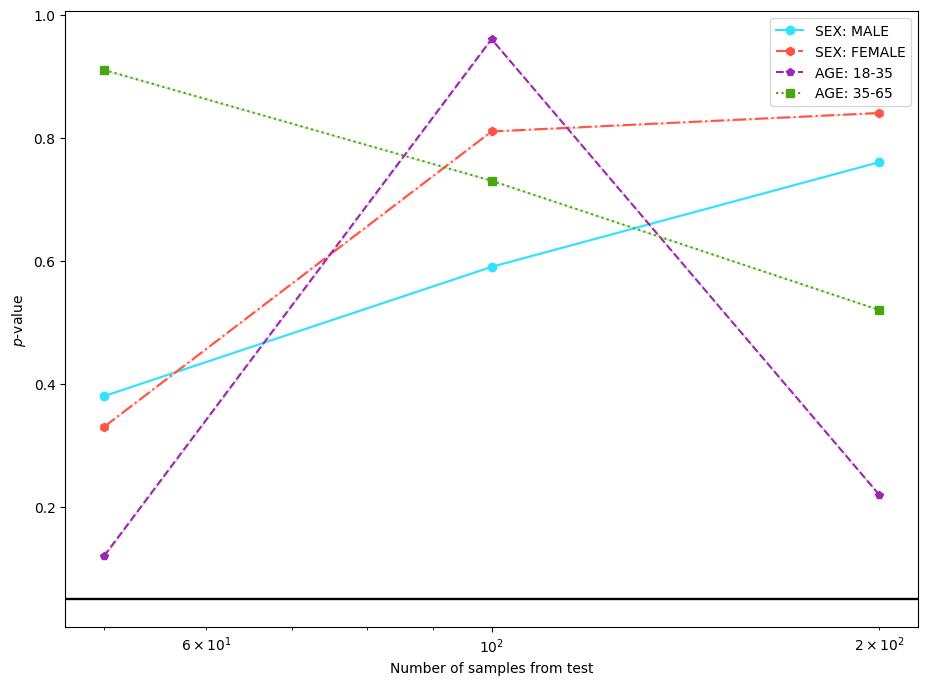 1.0
0.8
0.6
0.4
0.2
p-value
SEX: MALE
SEX: FEMALE
AGE: 18-35
AGE: 35-65
6 × 10¹
10²
2 × 10²
Number of samples from test